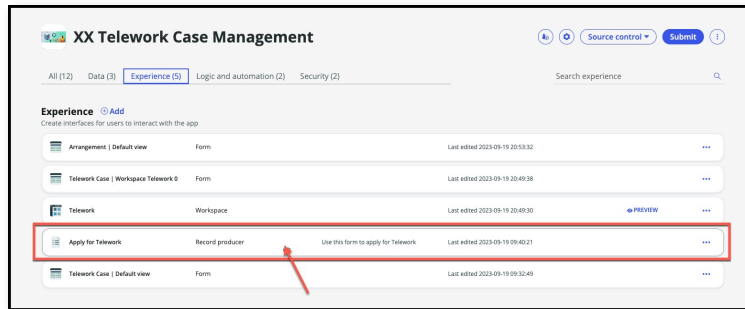 XX Telework Case Management
Source control
Submit
All (12) Data (3) Experience (5) Logic and automation (2) Security (2)
Search experience
Experience Add
Create interfaces for users to interact with the app
Arrangement | Default view Form Last edited 2023-09-19 20:53:32
Telework Case | Workspace Telework 0 Form Last edited 2023-09-19 20:49:38
Telework Workspace Last edited 2023-09-19 20:49:30 PREVIEW
Apply for Telework Record producer Use this form to apply for Telework Last edited 2023-09-19 09:40:21
Telework Case | Default view Form Last edited 2023-09-19 09:32:49